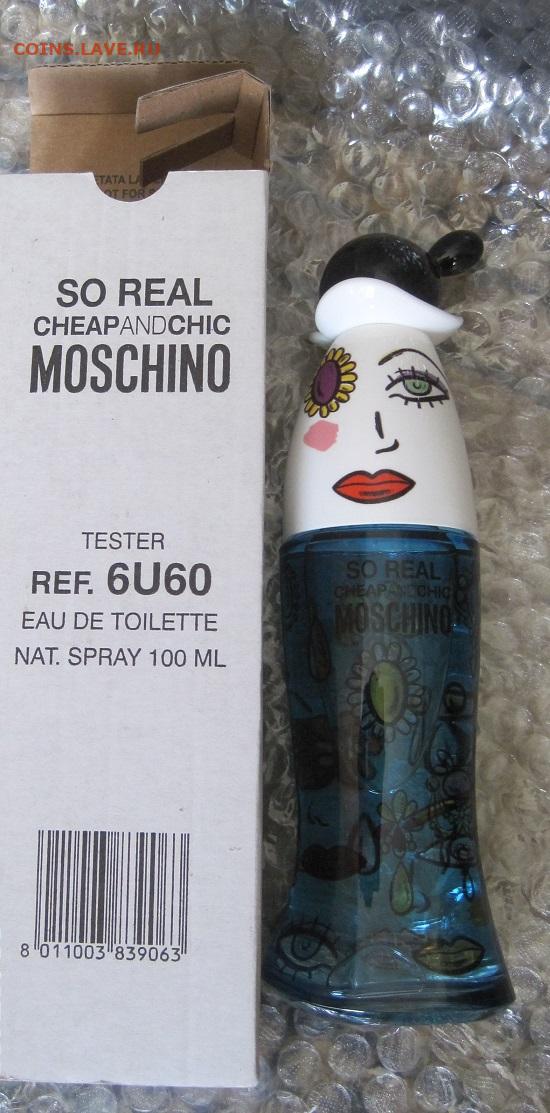 COINS.LAVE.RU
SO REAL
CHEAPANDCHIC
MOSCHINO
TESTER
REF. 6U60
EAU DE TOILETTE
NAT. SPRAY 100 ML
8 011003 839063
SO REAL
CHEAPANDCHIC
MOSCHINO